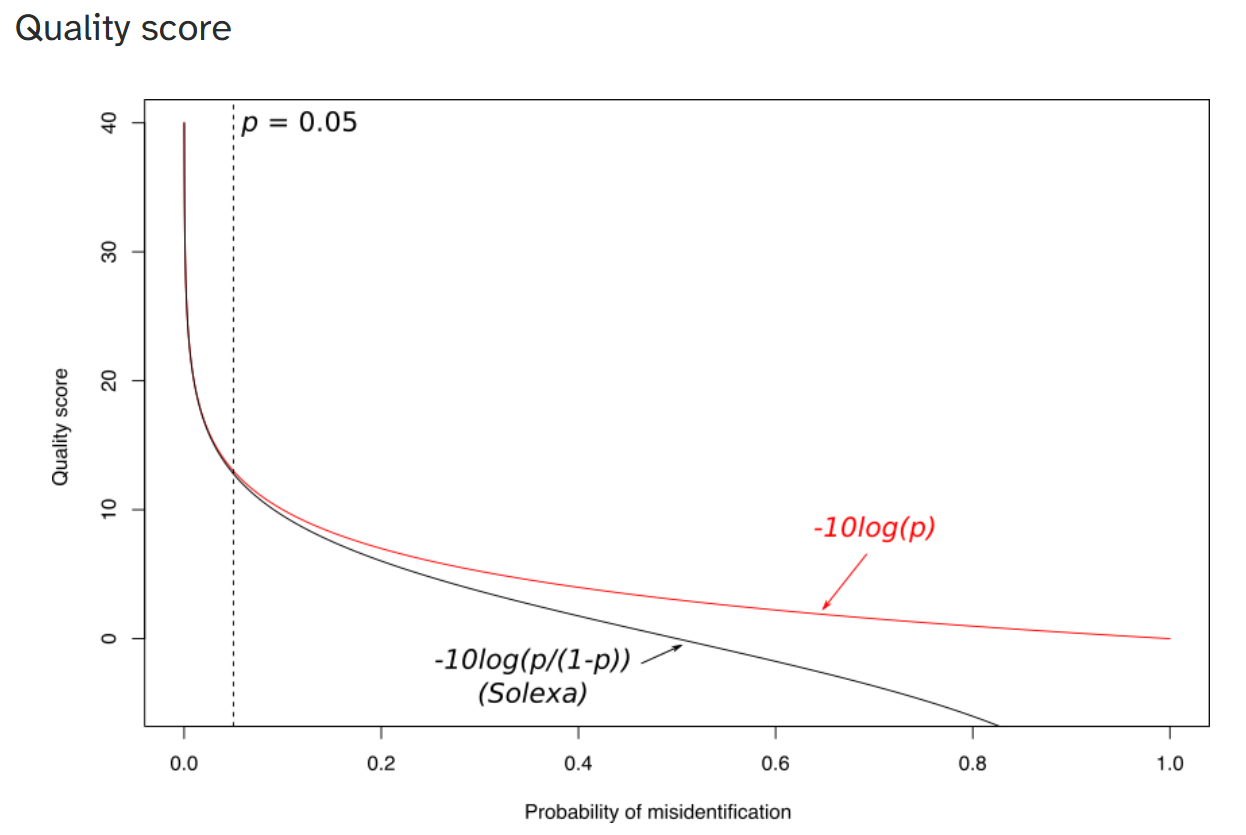 Quality score
p = 0.05
40
30
20
10
0
Quality score
-10log(p)
-10log(p/(1-p))
(Solexa)
0.0 0.2 0.4 0.6 0.8 1.0
Probability of misidentification